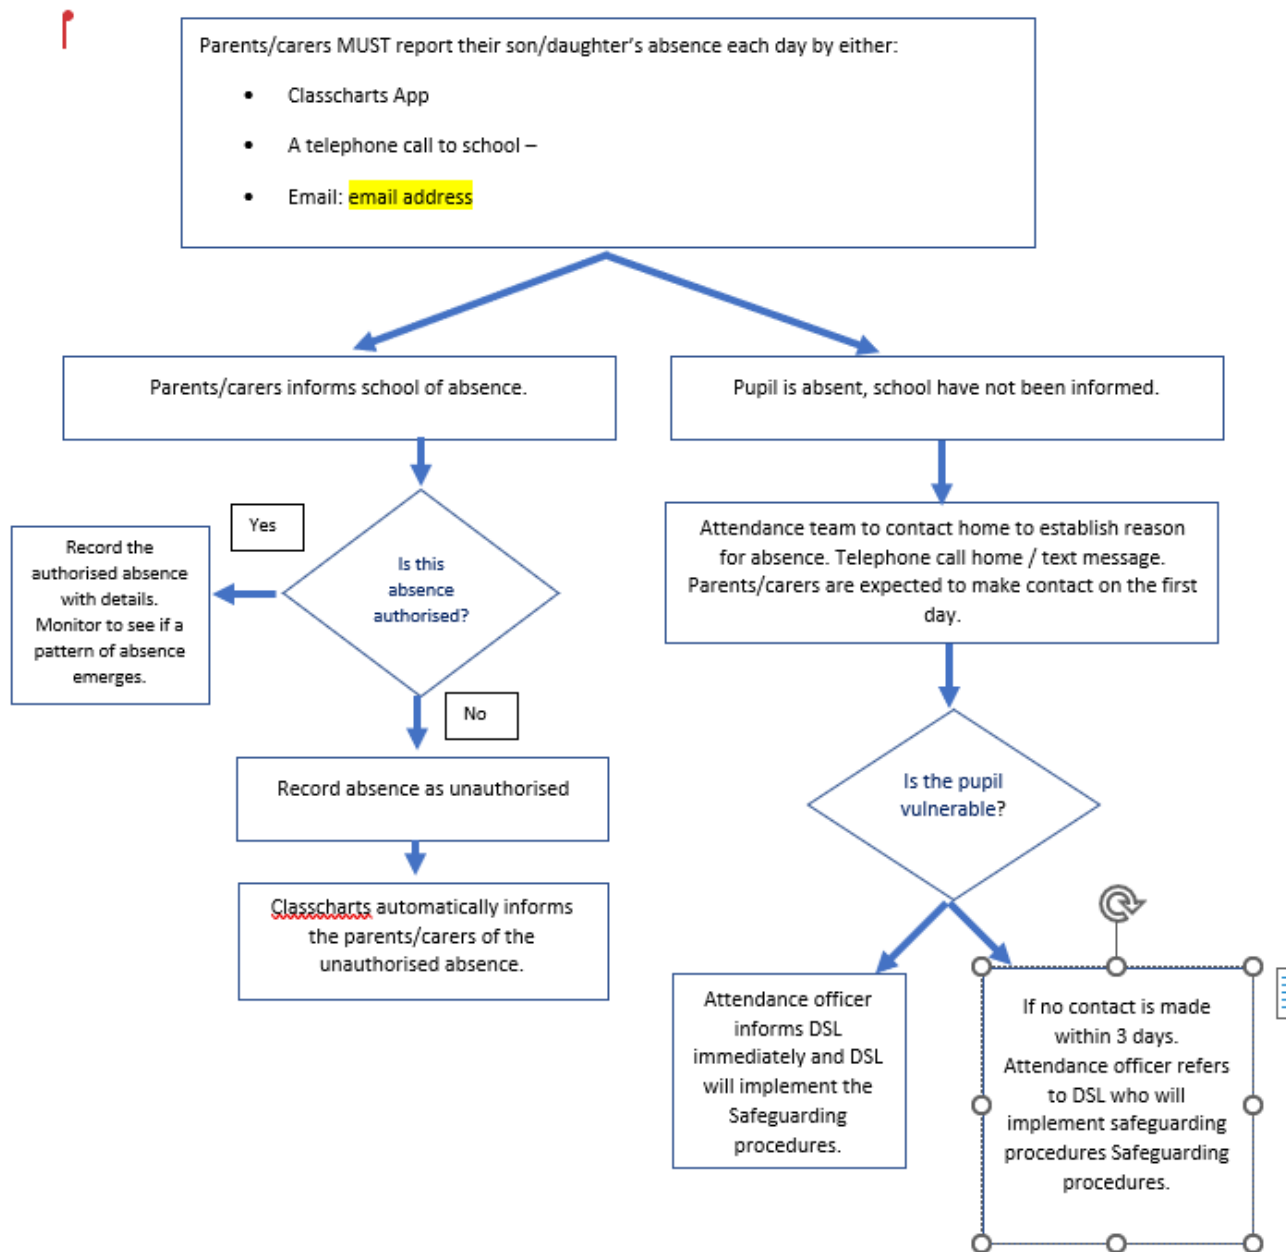 Parents/carers MUST report their son/daughter's absence each day by either:
• Classcharts App
• A telephone call to school –
• Email: email address
Parents/carers informs school of absence.
Pupil is absent, school have not been informed.
Yes
Record the
authorised absence
with details.
Monitor to see if a
pattern of absence
emerges.
Is this
absence
authorised?
No
Record absence as unauthorised
Classcharts automatically informs
the parents/carers of the
unauthorised absence.
Attendance team to contact home to establish reason
for absence. Telephone call home / text message.
Parents/carers are expected to make contact on the first
day.
Is the pupil
vulnerable?
Attendance officer
informs DSL
immediately and DSL
will implement the
Safeguarding
procedures.
If no contact is made
within 3 days.
Attendance officer refers
to DSL who will
implement safeguarding
procedures Safeguarding
procedures.